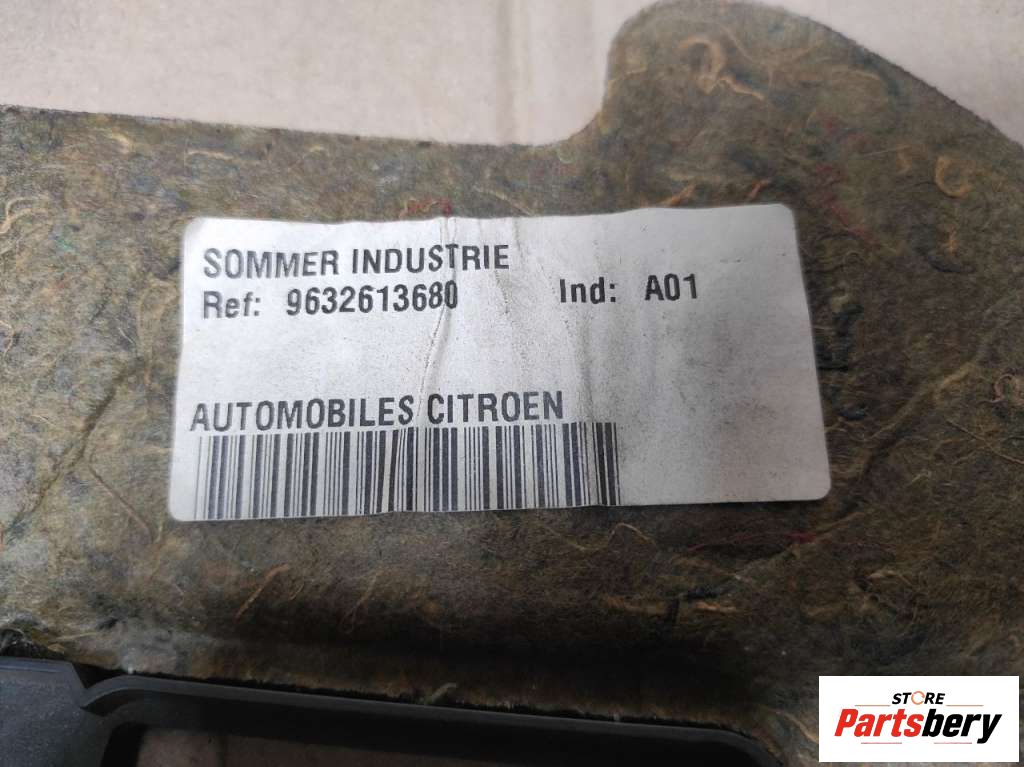 SOMMER INDUSTRIE
Ref: 9632613680 Ind: A01
AUTOMOBILES CITROEN
STORE
Partsbery